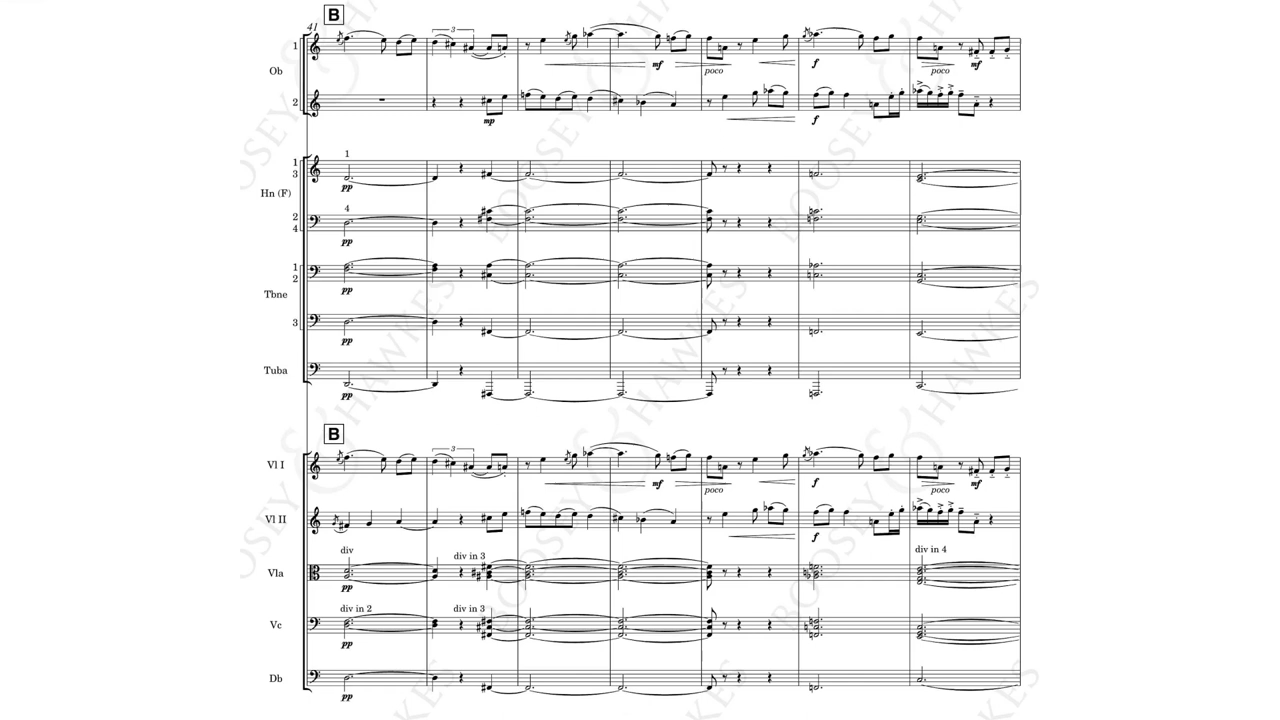 B
41
3
1
Ob
mf
poco
f
poco
mf
2
mp
f
1
1
3
pp
Hn (F)
4
2
4
pp
1
2
pp
Tbne
3
pp
Tuba
pp
B
3
Vl I
mf
poco
f
poco
mf
Vl II
f
div
div in 3
div in 4
Vla
pp
div in 2
div in 3
Vc
pp
Db
pp
BOOSEY & HAWKES